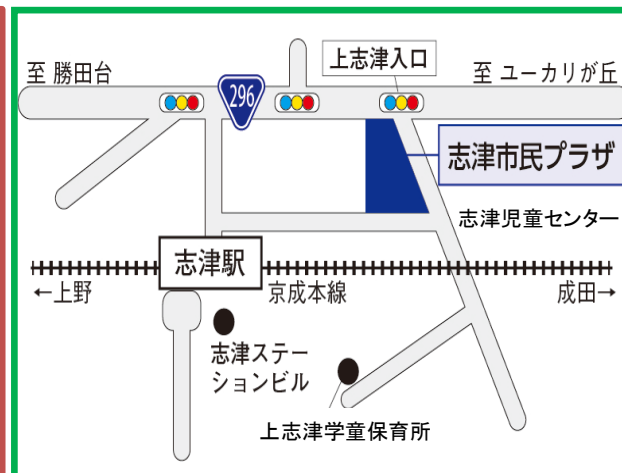 上志津入口
至 勝田台
至 ユーカリが丘
296
志津市民プラザ
志津児童センター
志津駅
←上野
京成本線
成田→
志津ステー
ションビル
上志津学童保育所